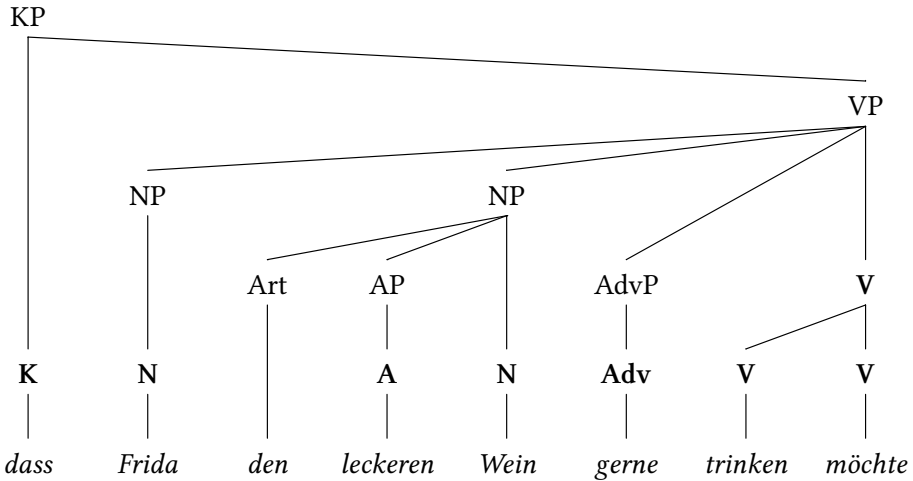 KP
VP
NP NP
Art AP AdvP V
K N A N Adv V V
dass Frida den leckeren Wein gerne trinken möchte